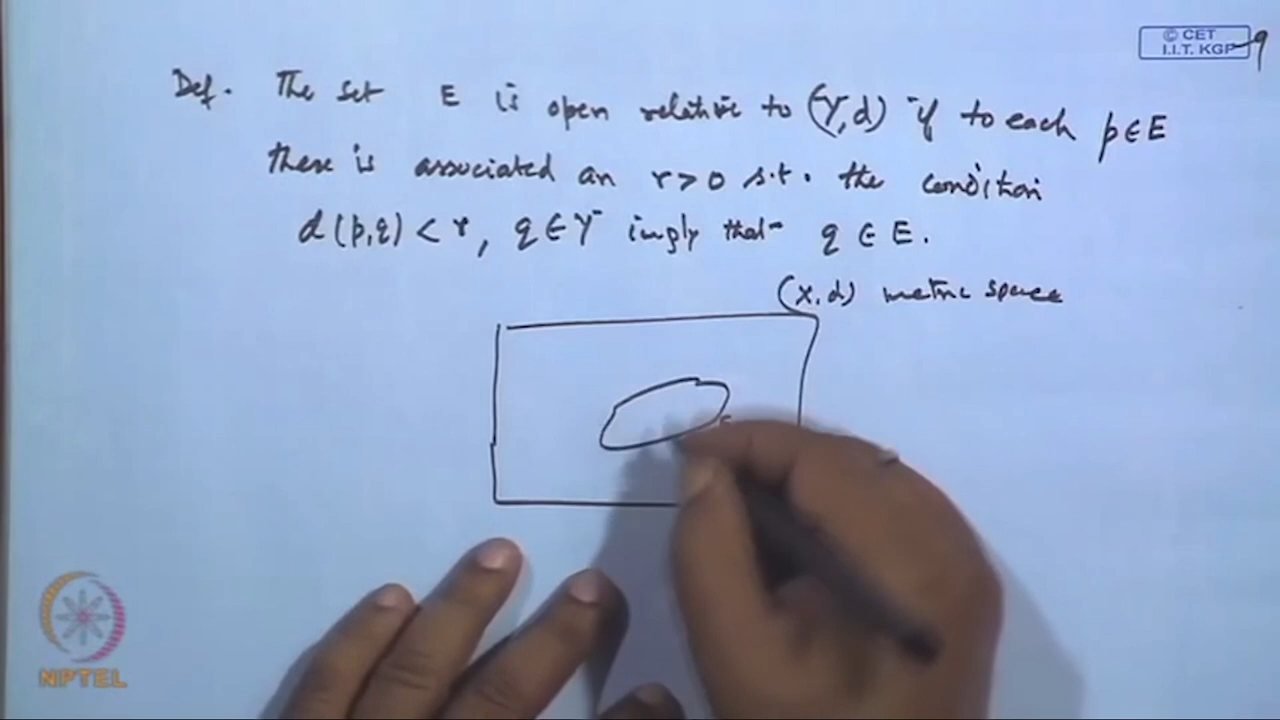 © CET
I.I.T. KGP
9
Def. The set E is open relative to (Y, d) if to each p ∈ E
there is associated an r > 0 s.t. the condition
d(p,q) < r, q ∈ Y imply that q ∈ E.
(X, d) metric space
NPTEL